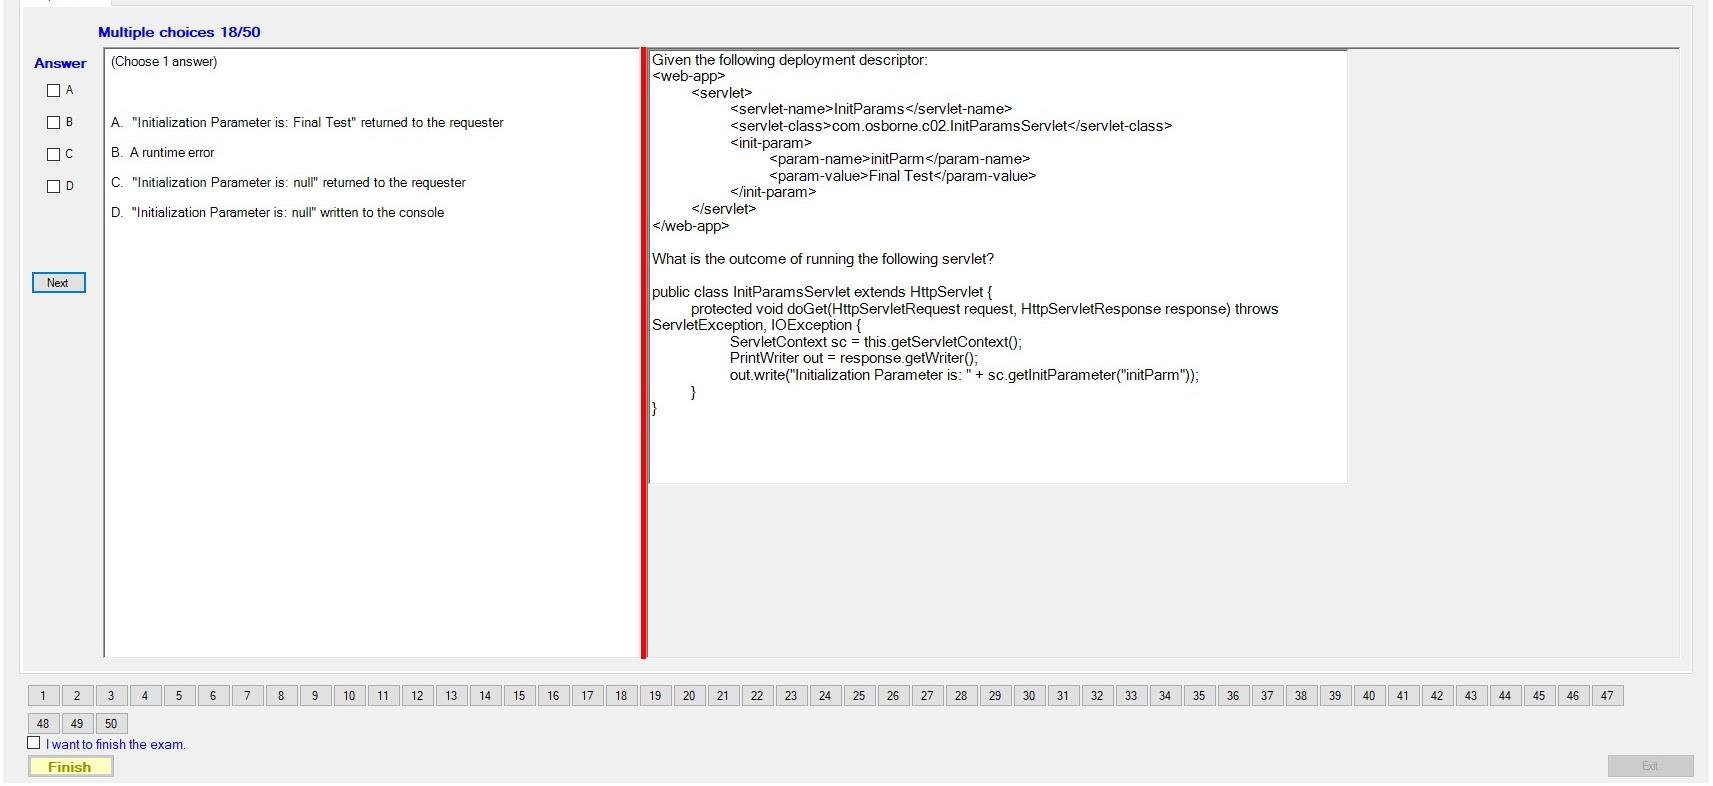 Multiple choices 18/50
Answer
A
B
C
D
Next
(Choose 1 answer)
A. "Initialization Parameter is: Final Test" returned to the requester
B. A runtime error
C. "Initialization Parameter is: null" returned to the requester
D. "Initialization Parameter is: null" written to the console
Given the following deployment descriptor:
<web-app>
<servlet>
<servlet-name>InitParams</servlet-name>
<servlet-class>com.osborne.c02.InitParamsServlet</servlet-class>
<init-param>
<param-name>initParm</param-name>
<param-value>Final Test</param-value>
</init-param>
</servlet>
</web-app>
What is the outcome of running the following servlet?
public class InitParamsServlet extends HttpServlet {
protected void doGet(HttpServletRequest request, HttpServletResponse response) throws
ServletException, IOException {
ServletContext sc = this.getServletContext();
PrintWriter out = response.getWriter();
out.write("Initialization Parameter is: " + sc.getInitParameter("initParm"));
}
}
1 2 3 4 5 6 7 8 9 10 11 12 13 14 15 16 17 18 19 20 21 22 23 24 25 26 27 28 29 30 31 32 33 34 35 36 37 38 39 40 41 42 43 44 45 46 47
48 49 50
I want to finish the exam.
Finish
Exit